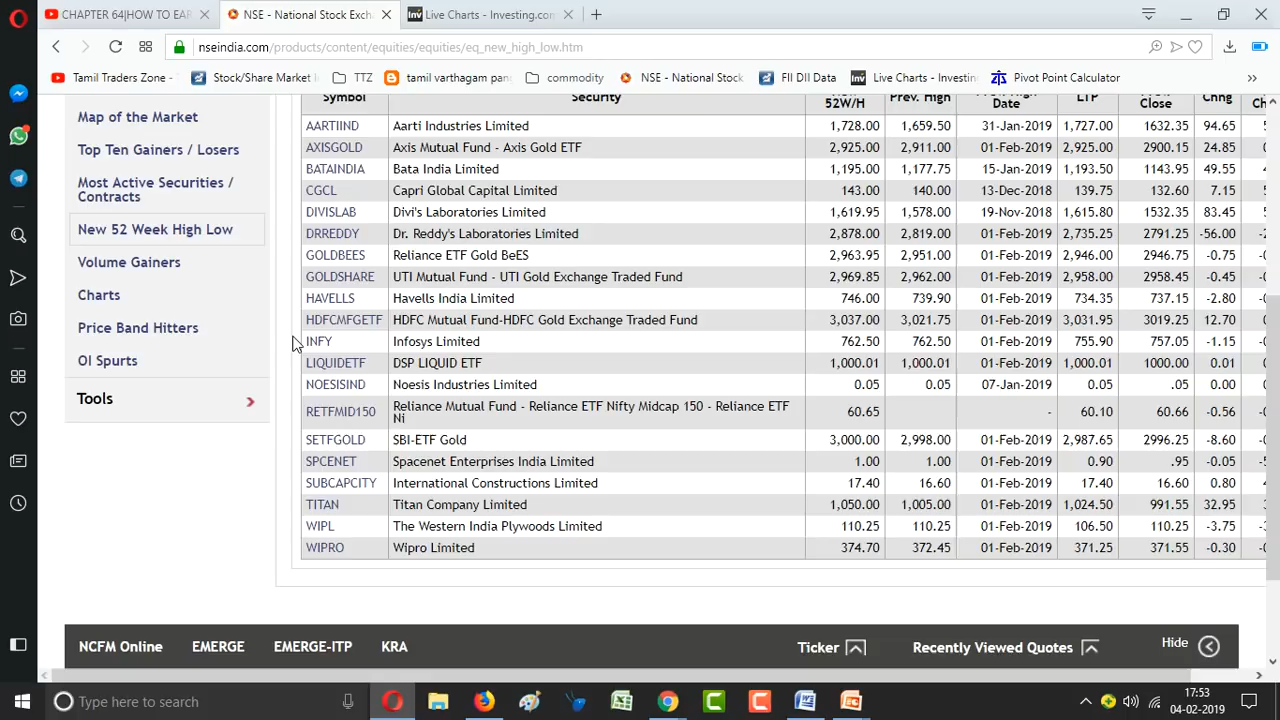 CHAPTER 64|HOW TO EAR
NSE - National Stock Exch
Live Charts - Investing.com
nseindia.com/products/content/equities/equities/eq_new_high_low.htm
Tamil Traders Zone -
Stock/Share Market
TTZ
tamil varthagam pan
commodity
NSE - National Stock
FII DII Data
Live Charts - Investin
Pivot Point Calculator
Symbol Security 52W/H Prev. High Date LTP Close Chng
AARTIIND Aarti Industries Limited 1,728.00 1,659.50 31-Jan-2019 1,727.00 1632.35 94.65
AXISGOLD Axis Mutual Fund - Axis Gold ETF 2,925.00 2,911.00 01-Feb-2019 2,925.00 2900.15 24.85
BATAINDIA Bata India Limited 1,195.00 1,177.75 15-Jan-2019 1,193.50 1143.95 49.55
CGCL Capri Global Capital Limited 143.00 140.00 13-Dec-2018 139.75 132.60 7.15
DIVISLAB Divi's Laboratories Limited 1,619.95 1,578.00 19-Nov-2018 1,615.80 1532.35 83.45
DRREDDY Dr. Reddy's Laboratories Limited 2,878.00 2,819.00 01-Feb-2019 2,735.25 2791.25 -56.00
GOLDBEES Reliance ETF Gold BeES 2,963.95 2,951.00 01-Feb-2019 2,946.00 2946.75 -0.75
GOLDSHARE UTI Mutual Fund - UTI Gold Exchange Traded Fund 2,969.85 2,962.00 01-Feb-2019 2,958.00 2958.45 -0.45
HAVELLS Havells India Limited 746.00 739.90 01-Feb-2019 734.35 737.15 -2.80
HDFCMFGETF HDFC Mutual Fund-HDFC Gold Exchange Traded Fund 3,037.00 3,021.75 01-Feb-2019 3,031.95 3019.25 12.70
INFY Infosys Limited 762.50 762.50 01-Feb-2019 755.90 757.05 -1.15
LIQUIDETF DSP LIQUID ETF 1,000.01 1,000.01 01-Feb-2019 1,000.01 1000.00 0.01
NOESISIND Noesis Industries Limited 0.05 0.05 07-Jan-2019 0.05 .05 0.00
RETFMID150 Reliance Mutual Fund - Reliance ETF Nifty Midcap 150 - Reliance ETF Ni 60.65 - 60.10 60.66 -0.56
SETFGOLD SBI-ETF Gold 3,000.00 2,998.00 01-Feb-2019 2,987.65 2996.25 -8.60
SPCENET Spacenet Enterprises India Limited 1.00 1.00 01-Feb-2019 0.90 .95 -0.05
SUBCAPCITY International Constructions Limited 17.40 16.60 01-Feb-2019 17.40 16.60 0.80
TITAN Titan Company Limited 1,050.00 1,005.00 01-Feb-2019 1,024.50 991.55 32.95
WIPL The Western India Plywoods Limited 110.25 110.25 01-Feb-2019 106.50 110.25 -3.75
WIPRO Wipro Limited 374.70 372.45 01-Feb-2019 371.25 371.55 -0.30
Map of the Market
Top Ten Gainers / Losers
Most Active Securities /
Contracts
New 52 Week High Low
Volume Gainers
Charts
Price Band Hitters
OI Spurts
Tools
NCFM Online EMERGE EMERGE-ITP KRA Ticker Recently Viewed Quotes Hide
Type here to search
17:53
04-02-2019